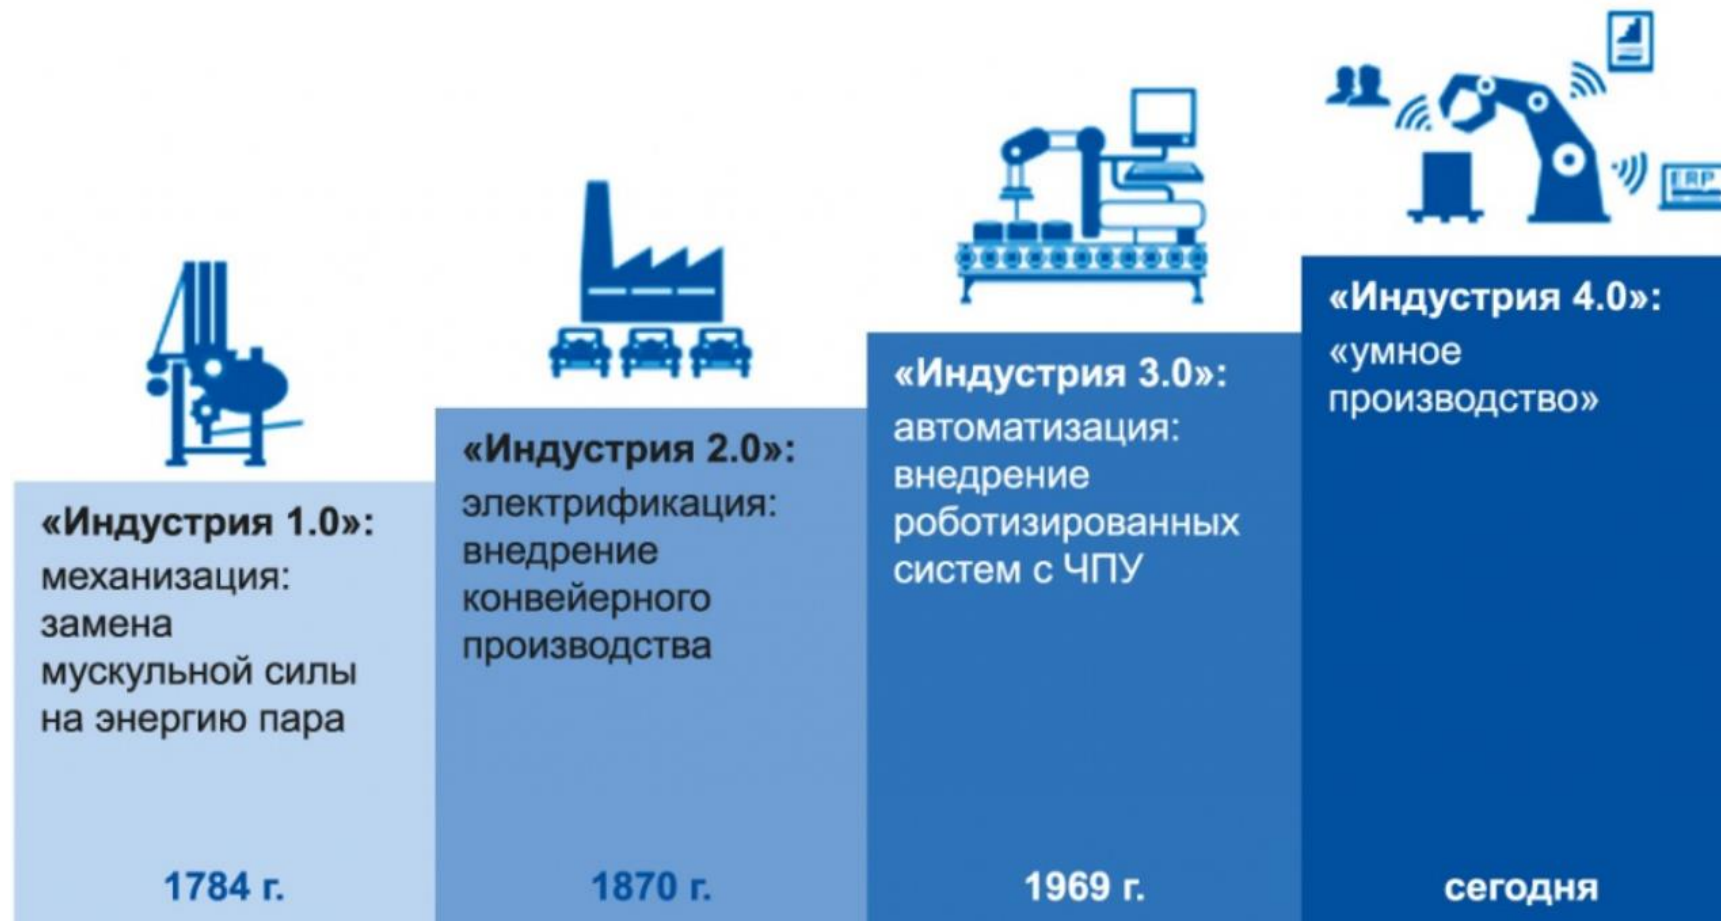 ERP
«Индустрия 1.0»:
механизация:
замена
мускульной силы
на энергию пара
1784 г.
«Индустрия 2.0»:
электрификация:
внедрение
конвейерного
производства
1870 г.
«Индустрия 3.0»:
автоматизация:
внедрение
роботизированных
систем с ЧПУ
1969 г.
«Индустрия 4.0»:
«умное
производство»
сегодня